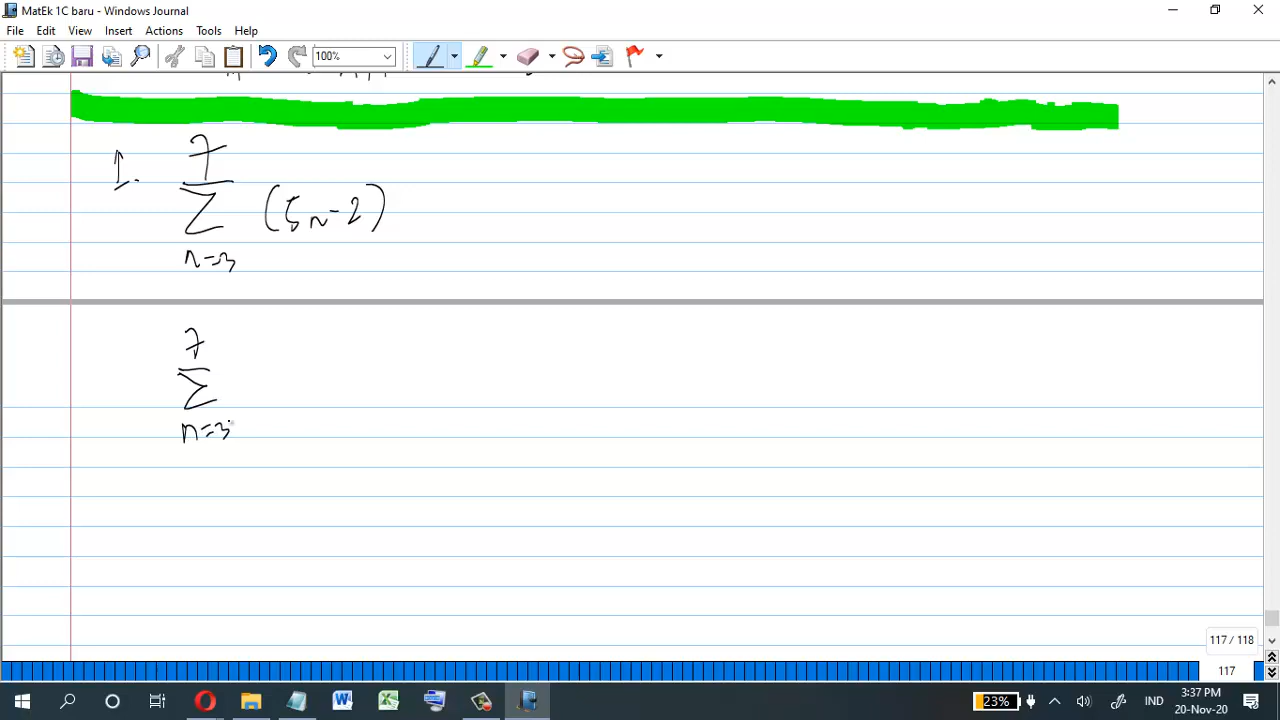 MatEk 1C baru - Windows Journal
File Edit View Insert Actions Tools Help
100%
1. 7
Σ (5n-2)
n=3
7
Σ
n=3
117 / 118
117
23% IND 3:37 PM
20-Nov-20